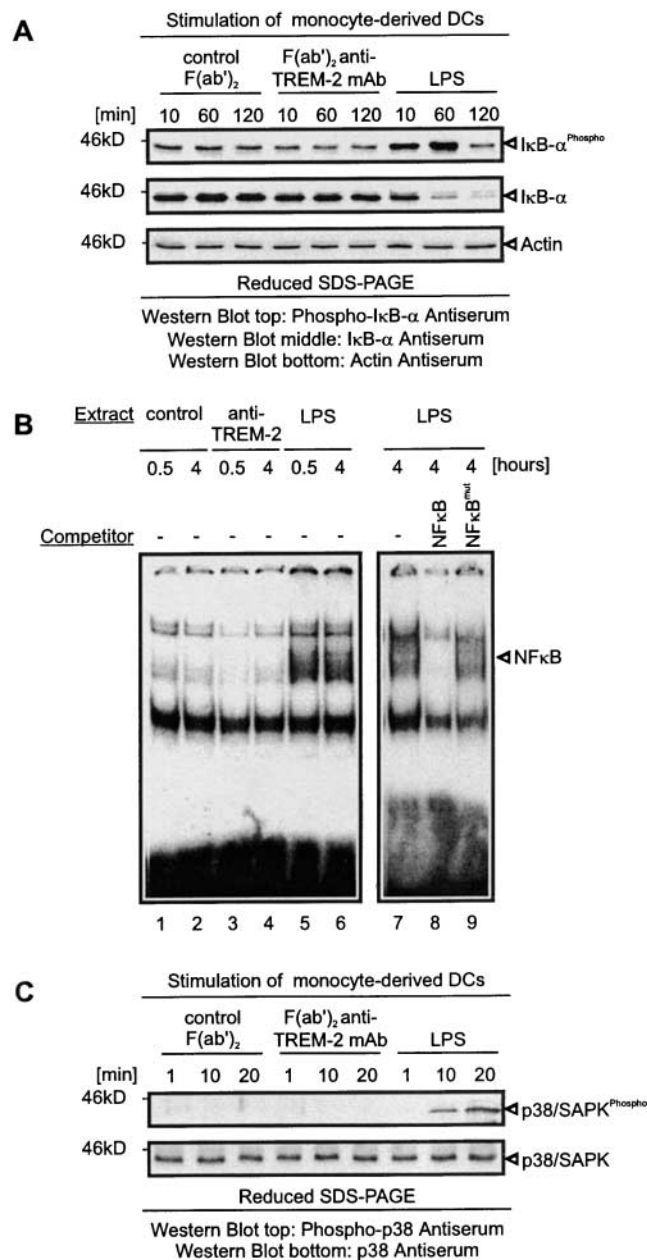 A
Stimulation of monocyte-derived DCs
control F(ab')₂
F(ab')₂ anti-TREM-2 mAb
LPS
[min] 10 60 120 10 60 120 10 60 120
46kD IκB-α^Phospho
IκB-α
46kD Actin
Reduced SDS-PAGE
Western Blot top: Phospho-IκB-α Antiserum
Western Blot middle: IκB-α Antiserum
Western Blot bottom: Actin Antiserum
B
Extract control anti-TREM-2 LPS LPS
0.5 4 0.5 4 0.5 4 4 4 4 [hours]
Competitor - - - - - - - NFκB NFκB^mut
NFκB
1 2 3 4 5 6 7 8 9
C
Stimulation of monocyte-derived DCs
control F(ab')₂
F(ab')₂ anti-TREM-2 mAb
LPS
[min] 1 10 20 1 10 20 1 10 20
46kD p38/SAPK^Phospho
46kD p38/SAPK
Reduced SDS-PAGE
Western Blot top: Phospho-p38 Antiserum
Western Blot bottom: p38 Antiserum